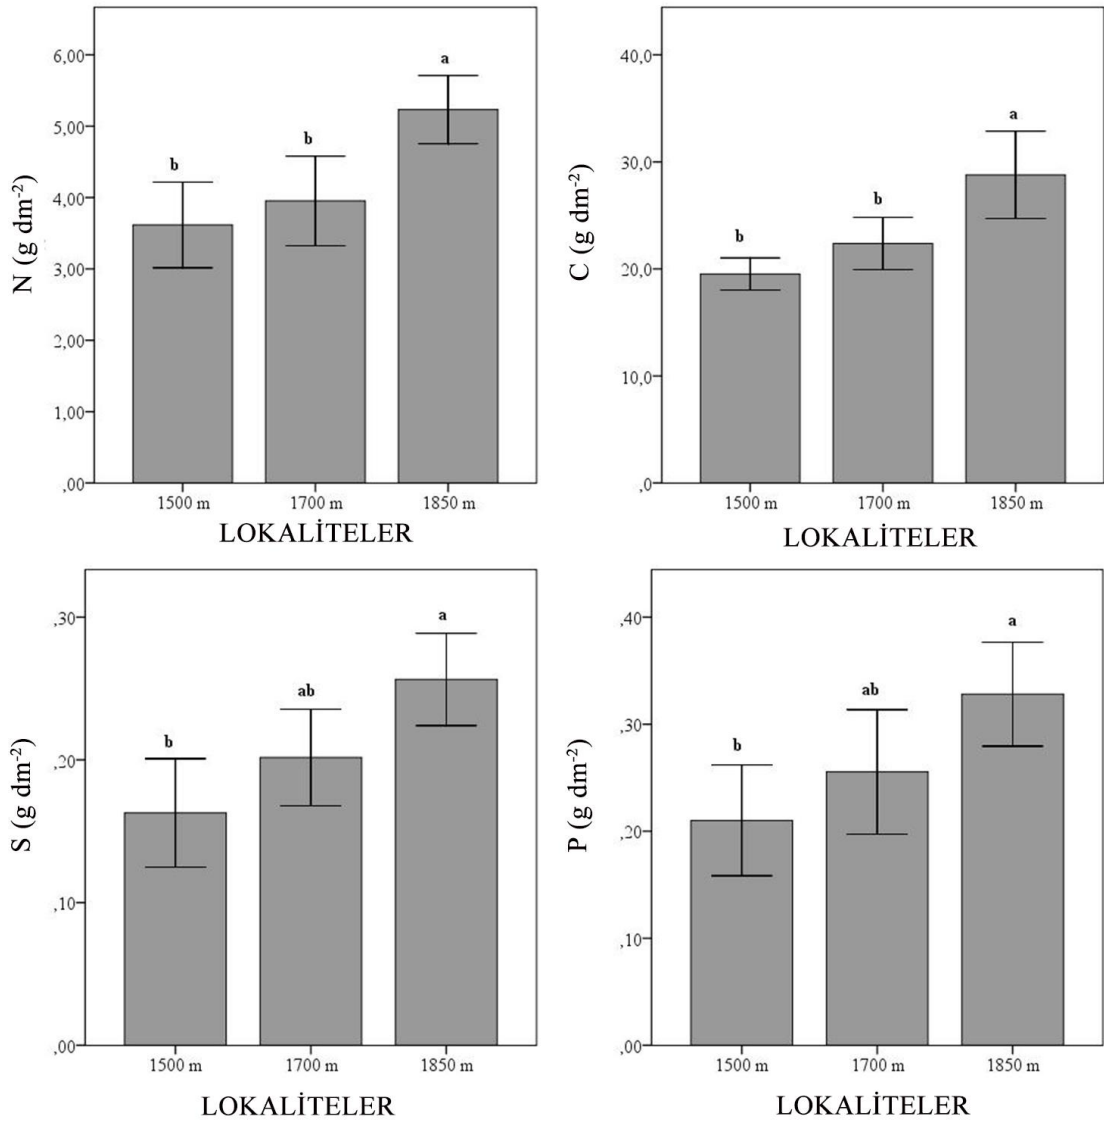 N (g dm⁻²)
6,00
5,00
4,00
3,00
2,00
1,00
,00
b
b
a
1500 m
1700 m
1850 m
LOKALİTELER
C (g dm⁻²)
40,0
30,0
20,0
10,0
,0
b
b
a
1500 m
1700 m
1850 m
LOKALİTELER
S (g dm⁻²)
,30
,20
,10
,00
b
ab
a
1500 m
1700 m
1850 m
LOKALİTELER
P (g dm⁻²)
,40
,30
,20
,10
,00
b
ab
a
1500 m
1700 m
1850 m
LOKALİTELER